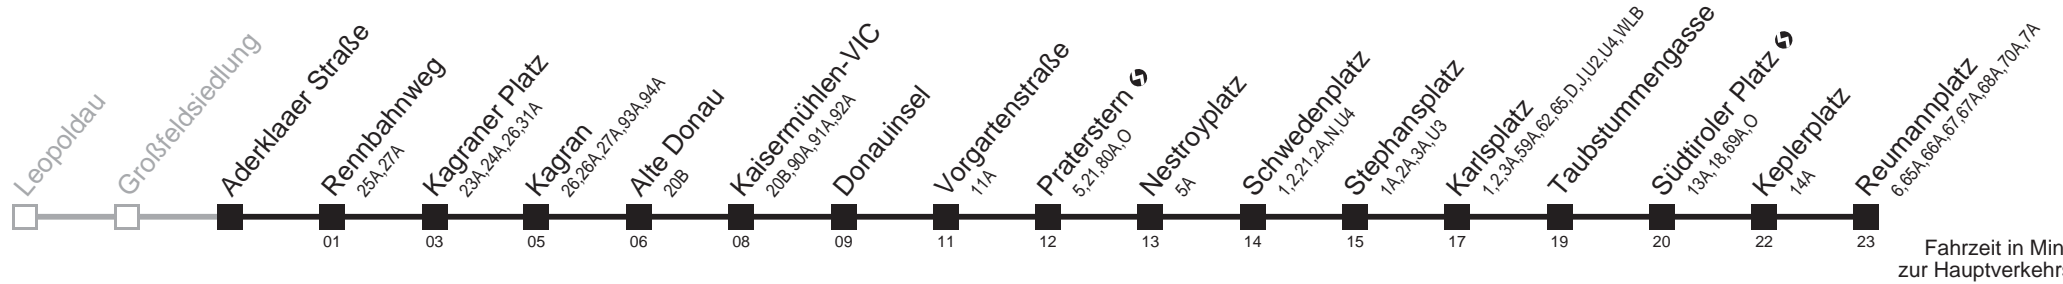 Leopoldau
Großfeldsiedlung
Aderklaaer Straße
Rennbahnweg
25A,27A
01
Kagraner Platz
23A,24A,26,31A
03
Kagran
26,26A,27A,93A,94A
05
Alte Donau
20B
06
Kaisermühlen-VIC
20B,90A,91A,92A
08
Donauinsel
09
Vorgartenstraße
11A
11
Praterstern
5,21,80A,O
12
Nestroyplatz
5A
13
Schwedenplatz
1,2,21,2A,N,U4
14
Stephansplatz
1A,2A,3A,U3
15
Karlsplatz
1,2,3A,59A,62,65,D,J,U2,U4,WLB
17
Taubstummengasse
19
Südtiroler Platz
13A,18,69A,O
20
Keplerplatz
14A
22
Reumannplatz
6,65A,66A,67,67A,68A,70A,7A
23
Fahrzeit in Min
zur Hauptverkehrs